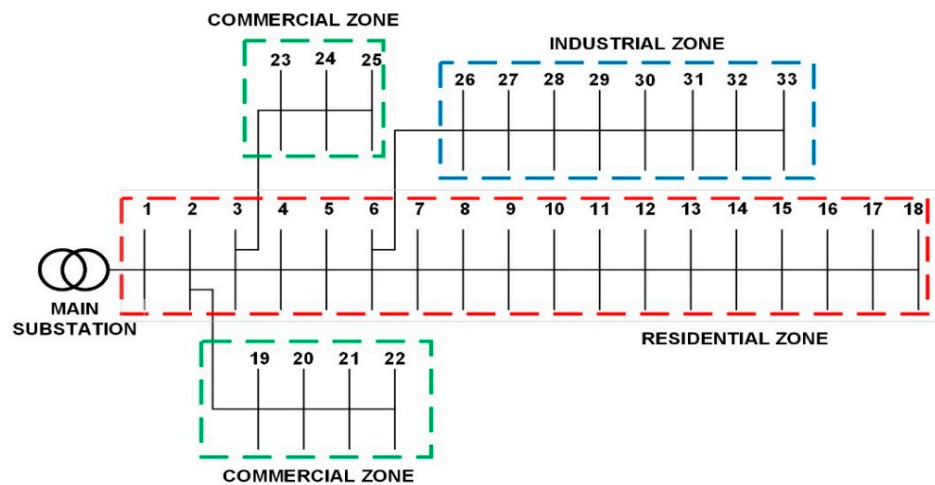 COMMERCIAL ZONE
23 24 25
INDUSTRIAL ZONE
26 27 28 29 30 31 32 33
1 2 3 4 5 6 7 8 9 10 11 12 13 14 15 16 17 18
MAIN
SUBSTATION
RESIDENTIAL ZONE
19 20 21 22
COMMERCIAL ZONE